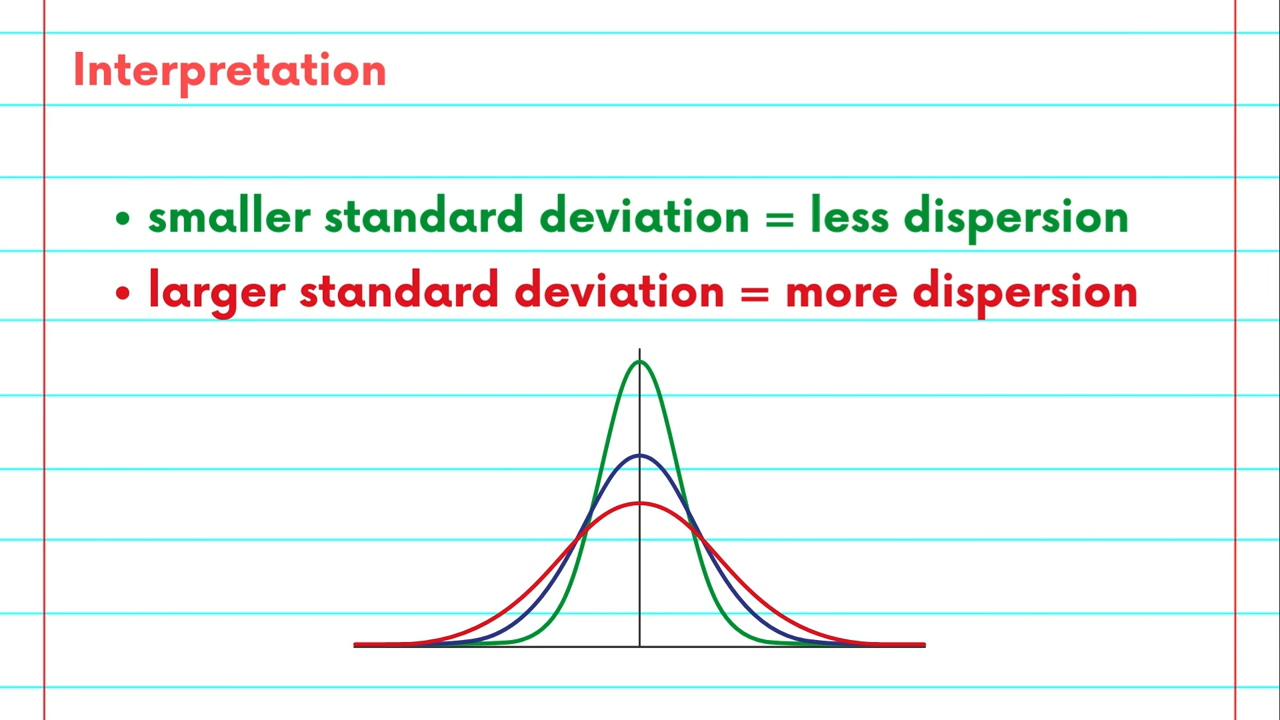 Interpretation
• smaller standard deviation = less dispersion
• larger standard deviation = more dispersion